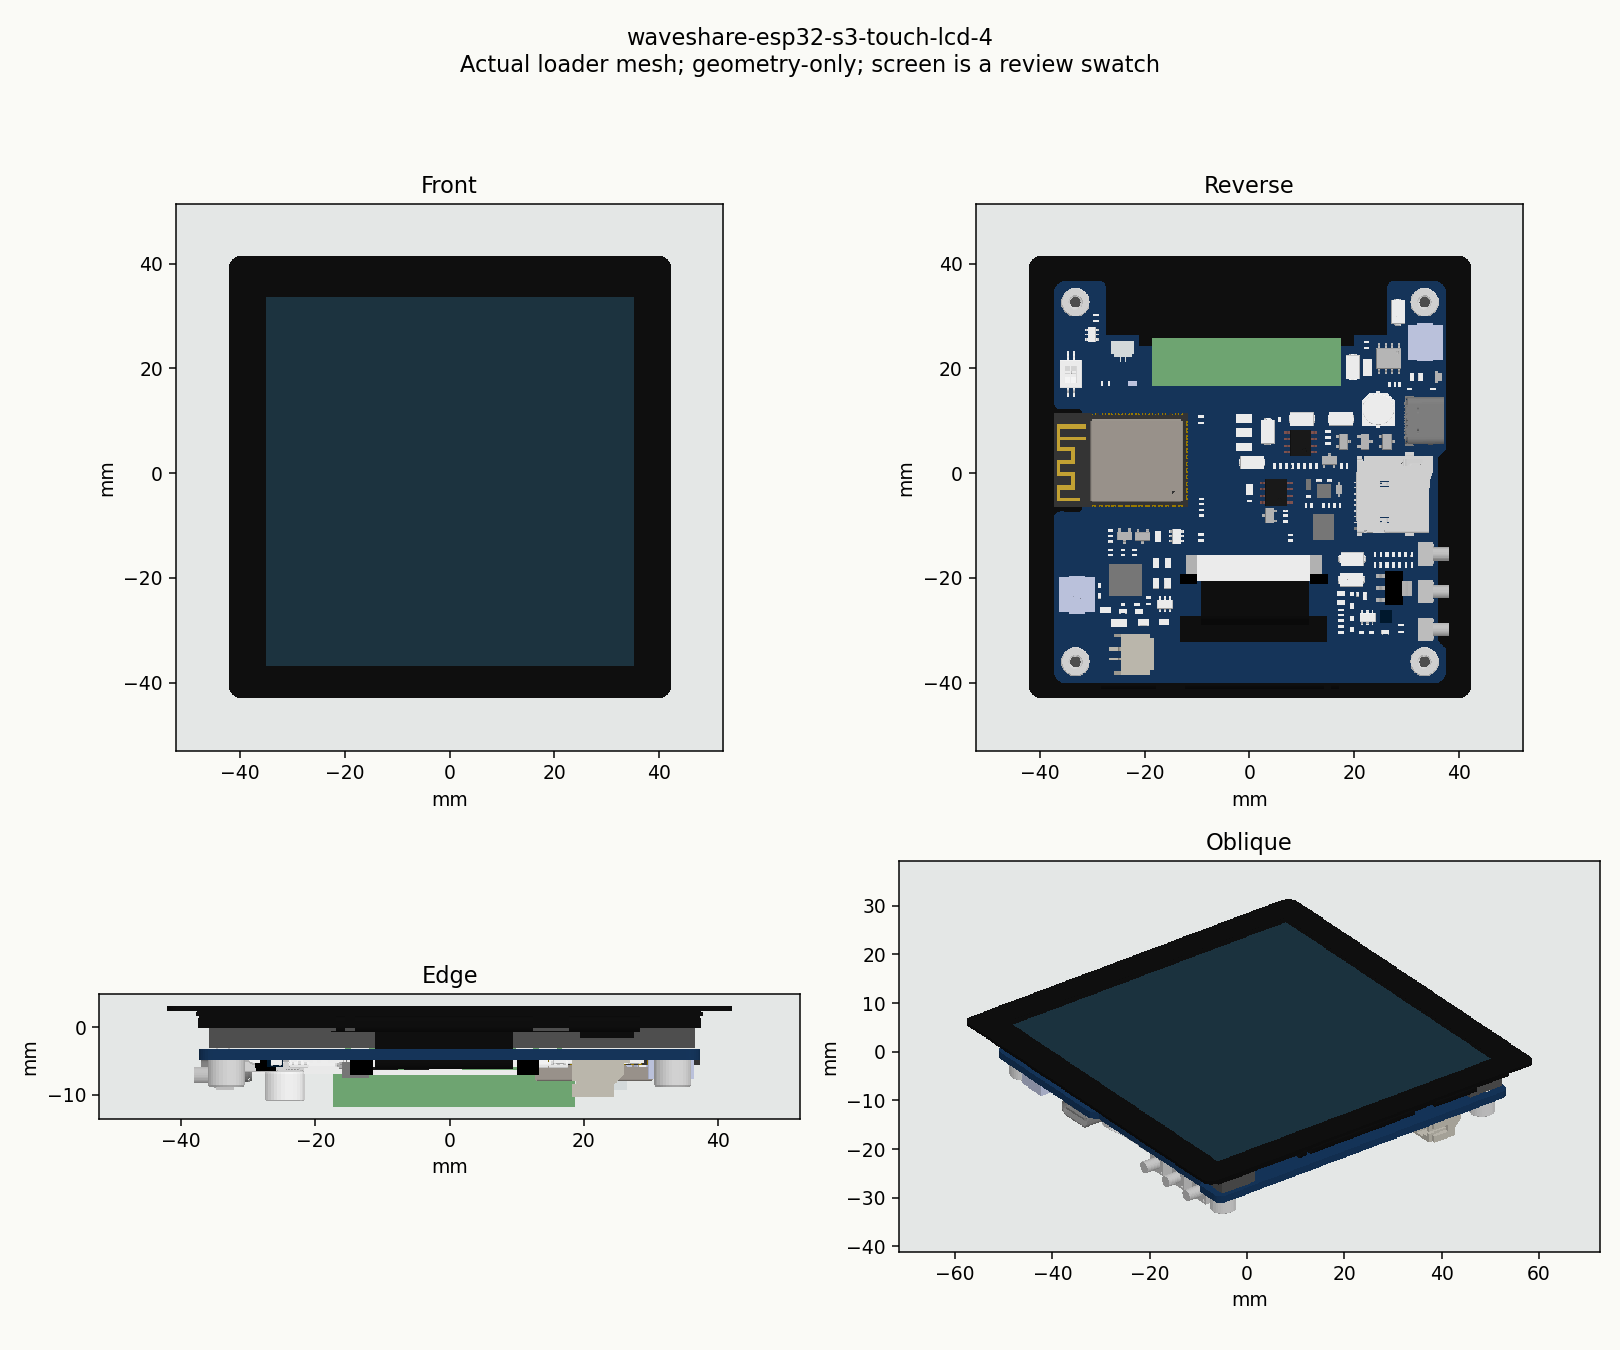 waveshare-esp32-s3-touch-lcd-4
Actual loader mesh; geometry-only; screen is a review swatch
Front
40
20
0
−20
−40
mm
−40 −20 0 20 40
mm
Reverse
40
20
0
−20
−40
mm
−40 −20 0 20 40
mm
Edge
0
−10
mm
−40 −20 0 20 40
mm
Oblique
30
20
10
0
−10
−20
−30
−40
mm
−60 −40 −20 0 20 40 60
mm